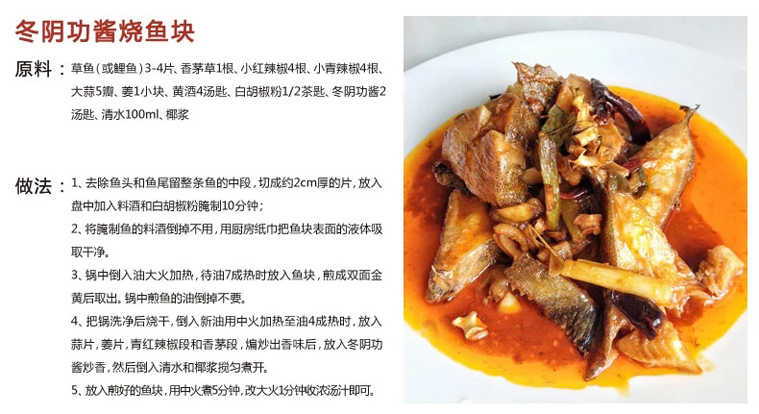 冬阴功酱烧鱼块
原料：草鱼（或鲤鱼）3-4片、香茅草1根、小红辣椒4根、小青辣椒4根、
大蒜5瓣、姜1小块、黄酒4汤匙、白胡椒粉1/2茶匙、冬阴功酱2
汤匙、清水100ml、椰浆
做法：1、去除鱼头和鱼尾留整条鱼的中段，切成约2cm厚的片，放入
盘中加入料酒和白胡椒粉腌制10分钟；
2、将腌制鱼的料酒倒掉不用，用厨房纸巾把鱼块表面的液体吸
取干净。
3、锅中倒入油大火加热，待油7成热时放入鱼块，煎成双面金
黄后取出。锅中煎鱼的油倒掉不要。
4、把锅洗净后烧干，倒入新油用中火加热至油4成热时，放入
蒜片，姜片，青红辣椒段和香茅段，煸炒出香味后，放入冬阴功
酱炒香，然后倒入清水和椰浆搅匀煮开。
5、放入煎好的鱼块，用中火煮5分钟，改大火1分钟收浓汤汁即可。